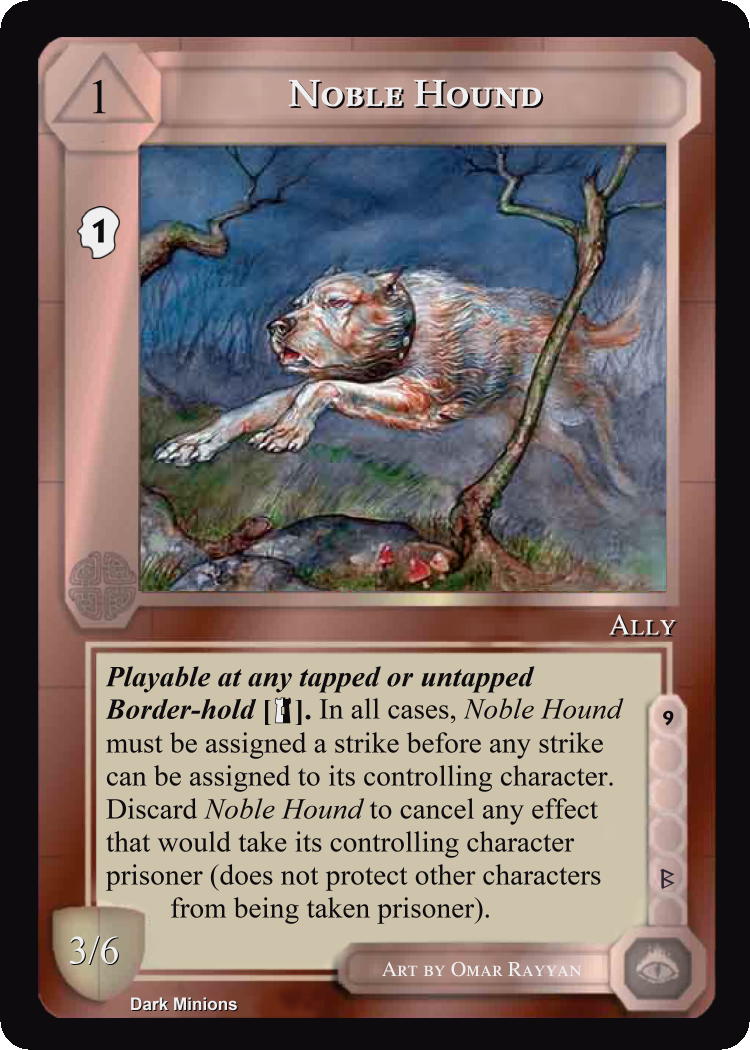 1
NOBLE HOUND
1
ALLY
Playable at any tapped or untapped
Border-hold [ ]. In all cases, Noble Hound
must be assigned a strike before any strike
can be assigned to its controlling character.
Discard Noble Hound to cancel any effect
that would take its controlling character
prisoner (does not protect other characters
from being taken prisoner).
9
ᛒ
3/6
ART BY OMAR RAYYAN
Dark Minions